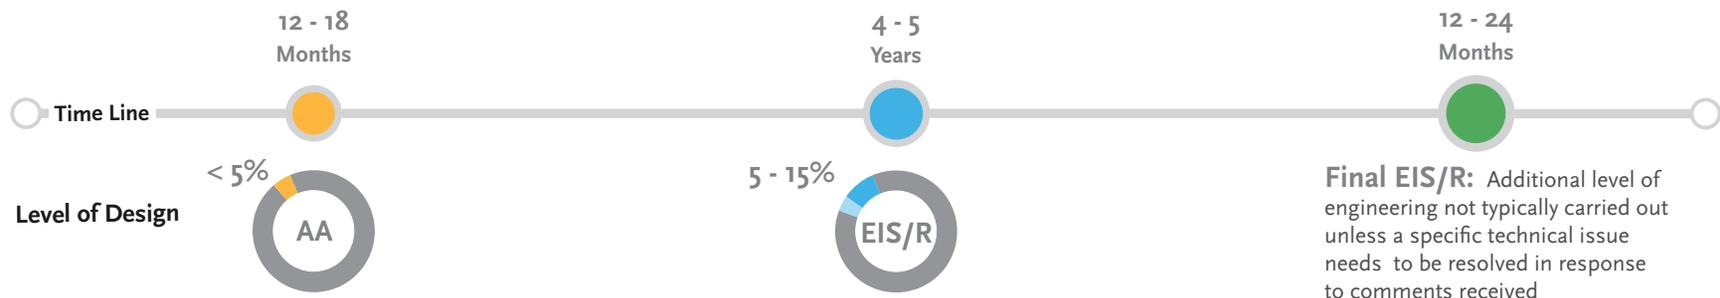 12 - 18
Months
4 - 5
Years
12 - 24
Months
Time Line
< 5%
5 - 15%
Level of Design
AA
EIS/R
Final EIS/R: Additional level of
engineering not typically carried out
unless a specific technical issue
needs to be resolved in response
to comments received